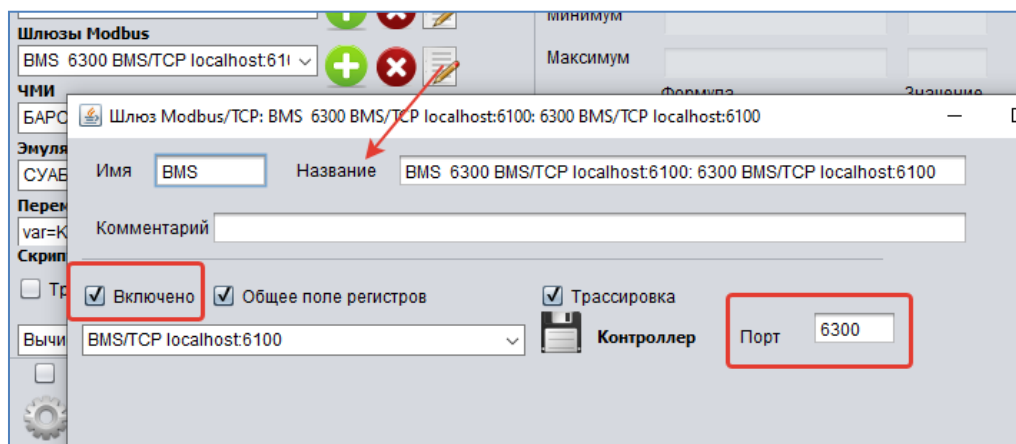 Минимум
Шлюзы Modbus
BMS 6300 BMS/TCP localhost:61
Максимум
ЧМИ
Формула Значение
БАРС
Шлюз Modbus/TCP: BMS 6300 BMS/TCP localhost:6100: 6300 BMS/TCP localhost:6100
Эмуля
СУАБ
Имя BMS Название BMS 6300 BMS/TCP localhost:6100: 6300 BMS/TCP localhost:6100
Перем
var=K
Комментарий
Скрип
Тр
Включено Общее поле регистров Трассировка
Вычи
BMS/TCP localhost:6100 Контроллер Порт 6300